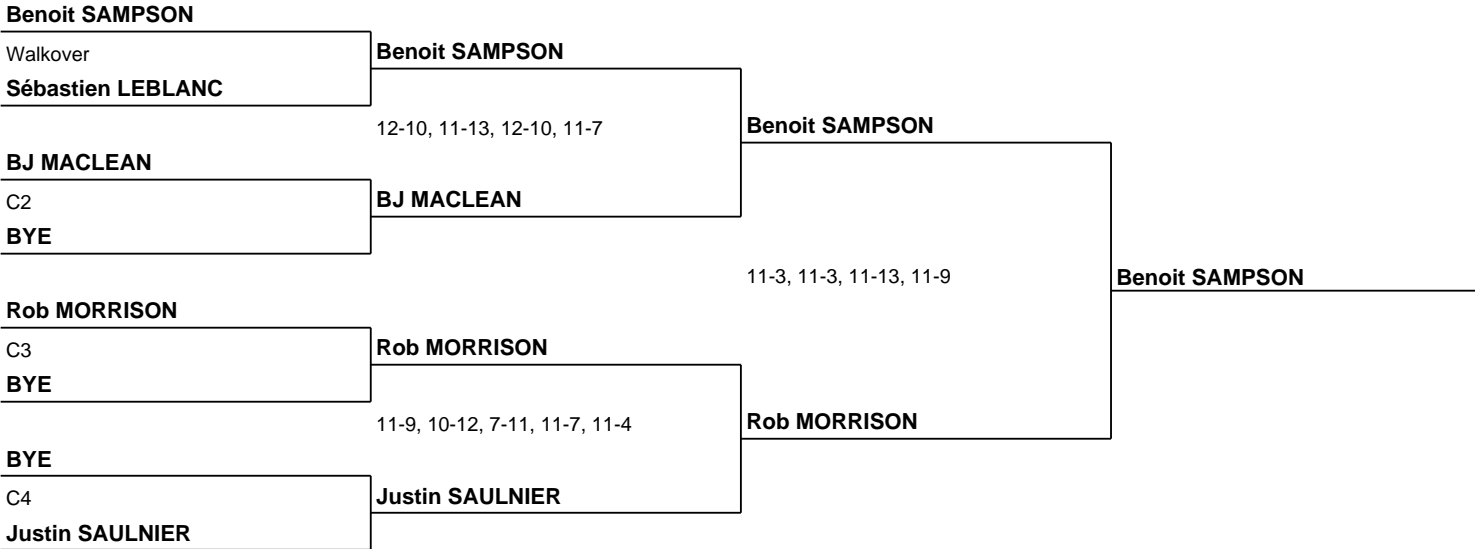 Benoit SAMPSON
Walkover
Sébastien LEBLANC
BJ MACLEAN
C2
BYE
Rob MORRISON
C3
BYE
BYE
C4
Justin SAULNIER
Benoit SAMPSON
12-10, 11-13, 12-10, 11-7
BJ MACLEAN
Rob MORRISON
11-9, 10-12, 7-11, 11-7, 11-4
Justin SAULNIER
Benoit SAMPSON
11-3, 11-3, 11-13, 11-9
Rob MORRISON
Benoit SAMPSON